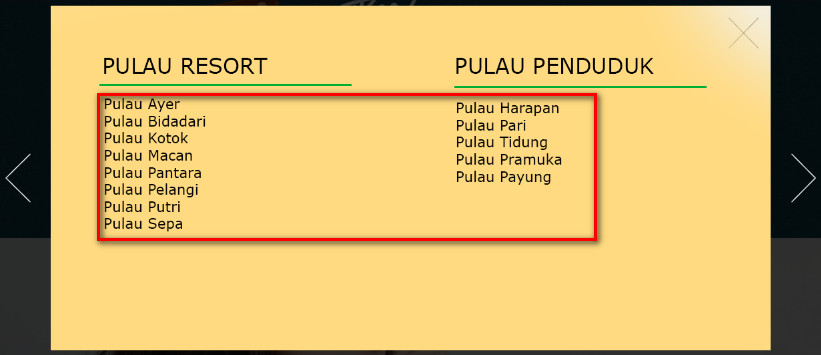 PULAU RESORT
Pulau Ayer
Pulau Bidadari
Pulau Kotok
Pulau Macan
Pulau Pantara
Pulau Pelangi
Pulau Putri
Pulau Sepa
PULAU PENDUDUK
Pulau Harapan
Pulau Pari
Pulau Tidung
Pulau Pramuka
Pulau Payung